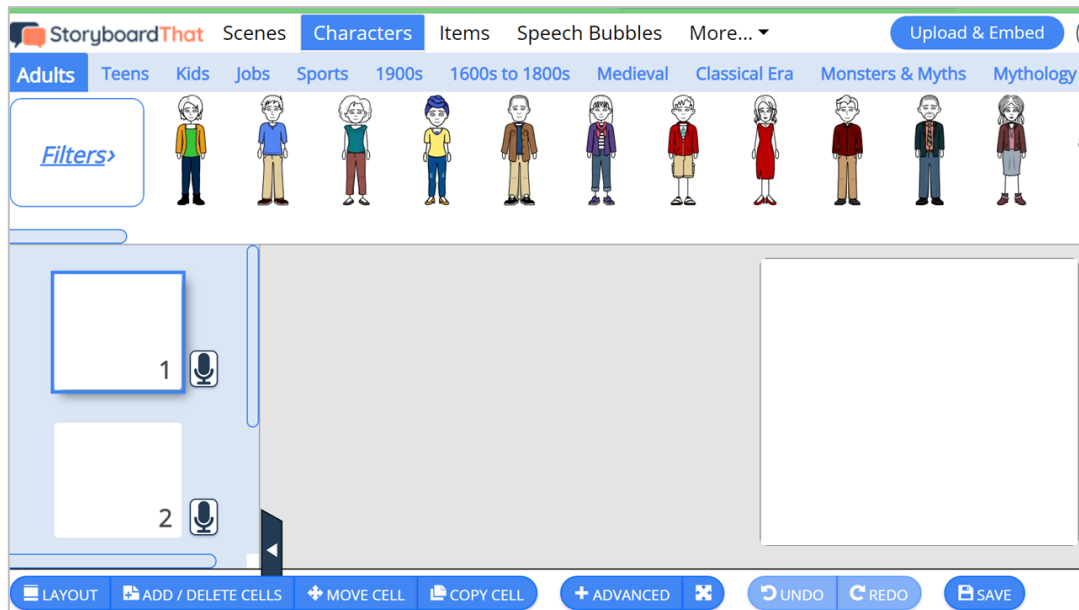 StoryboardThat Scenes Characters Items Speech Bubbles More... Upload & Embed
Adults Teens Kids Jobs Sports 1900s 1600s to 1800s Medieval Classical Era Monsters & Myths Mythology
Filters›
1
2
LAYOUT ADD / DELETE CELLS MOVE CELL COPY CELL + ADVANCED UNDO REDO SAVE